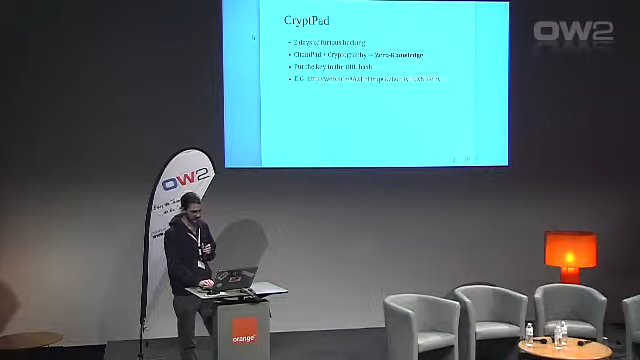 CryptPad
OW2
• 2 days of furious hacking
• ChainPad + Cryptography → Zero-Knowledge
• Put the key in the URL hash
• E.G.
OW2
orange